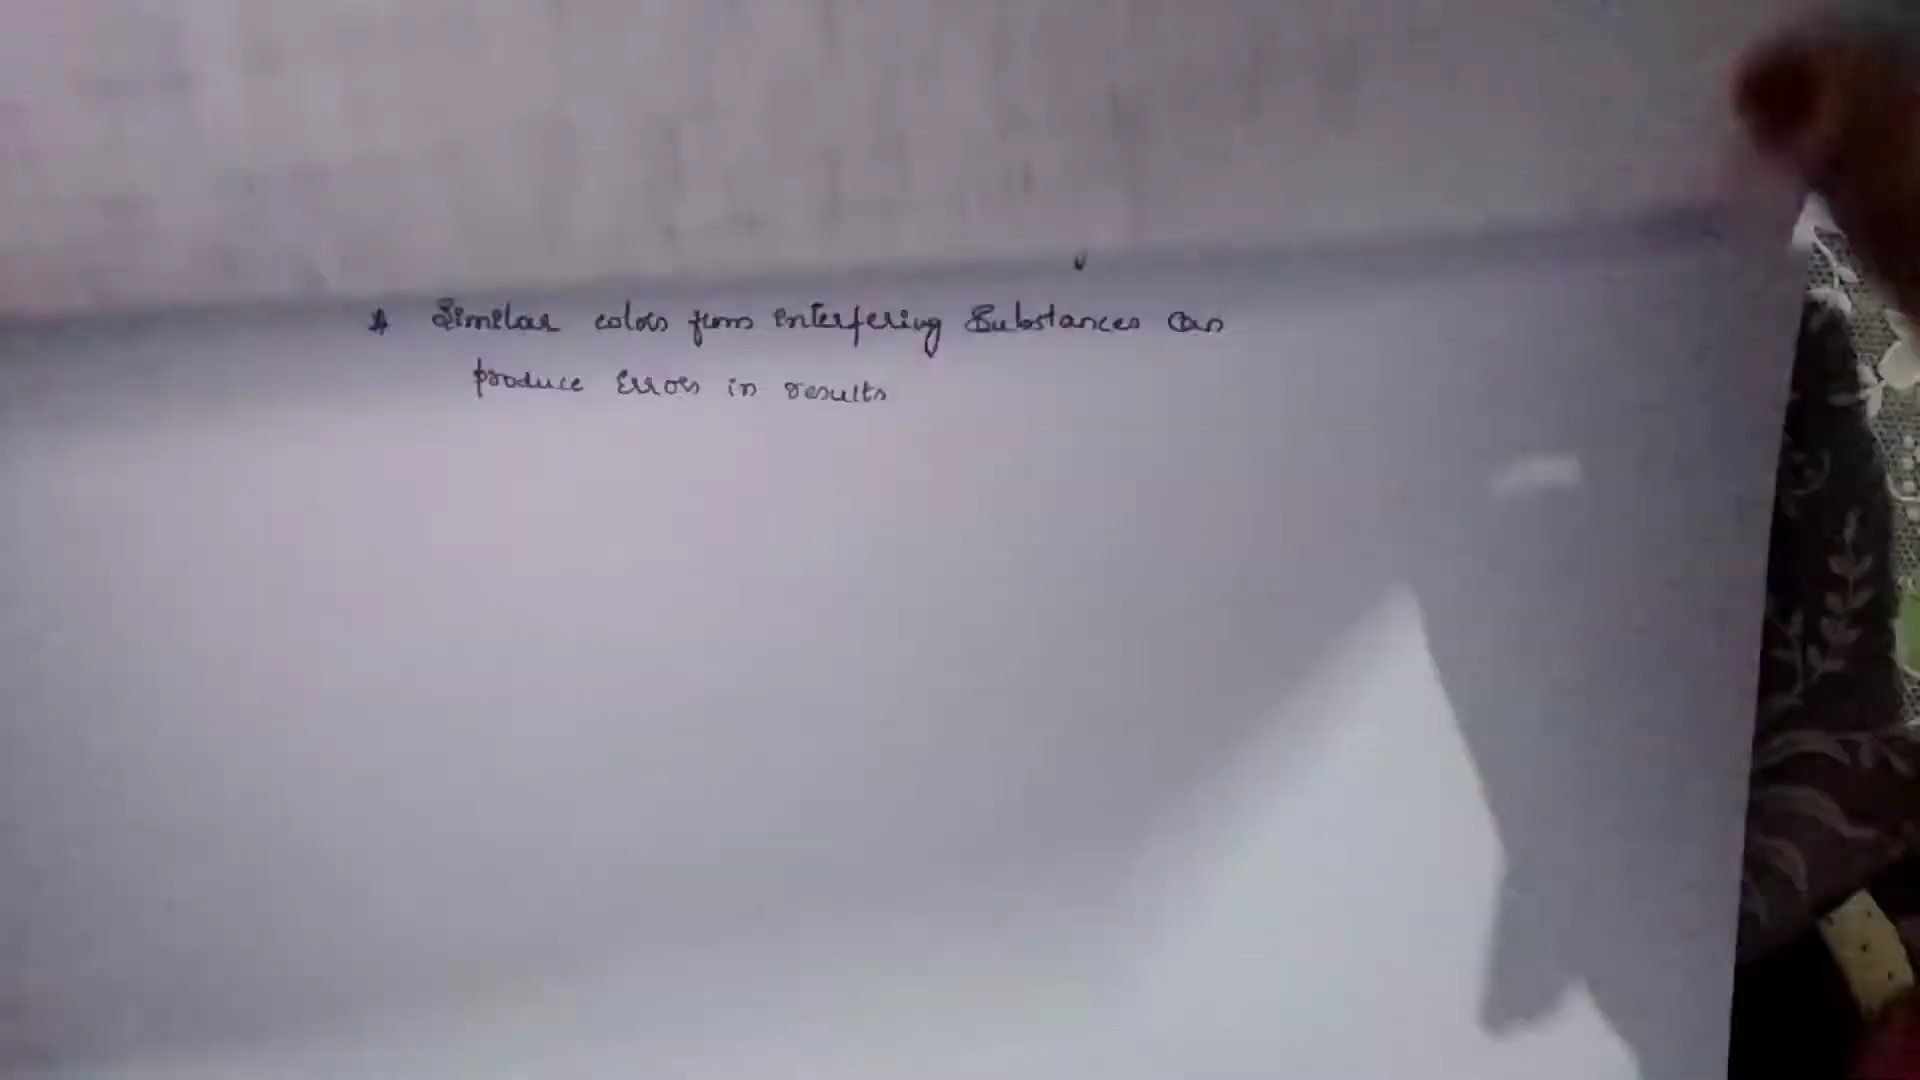 * Similar colors from interfering Substances can
produce Errors in results